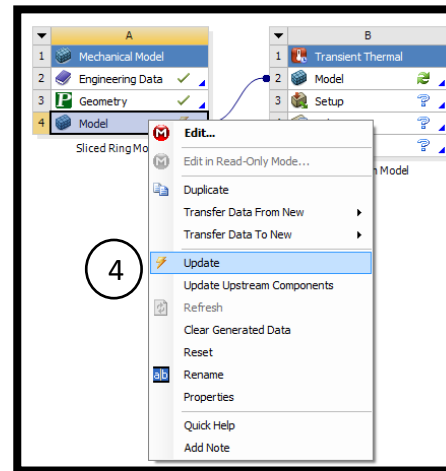 A
1 Mechanical Model
2 Engineering Data
3 P Geometry
4 Model
Sliced Ring Mo
B
1 Transient Thermal
2 Model
3 Setup
m Model
M Edit...
M Edit in Read-Only Mode...
Duplicate
Transfer Data From New
Transfer Data To New
Update
Update Upstream Components
Refresh
Clear Generated Data
Reset
ab Rename
Properties
Quick Help
Add Note
4